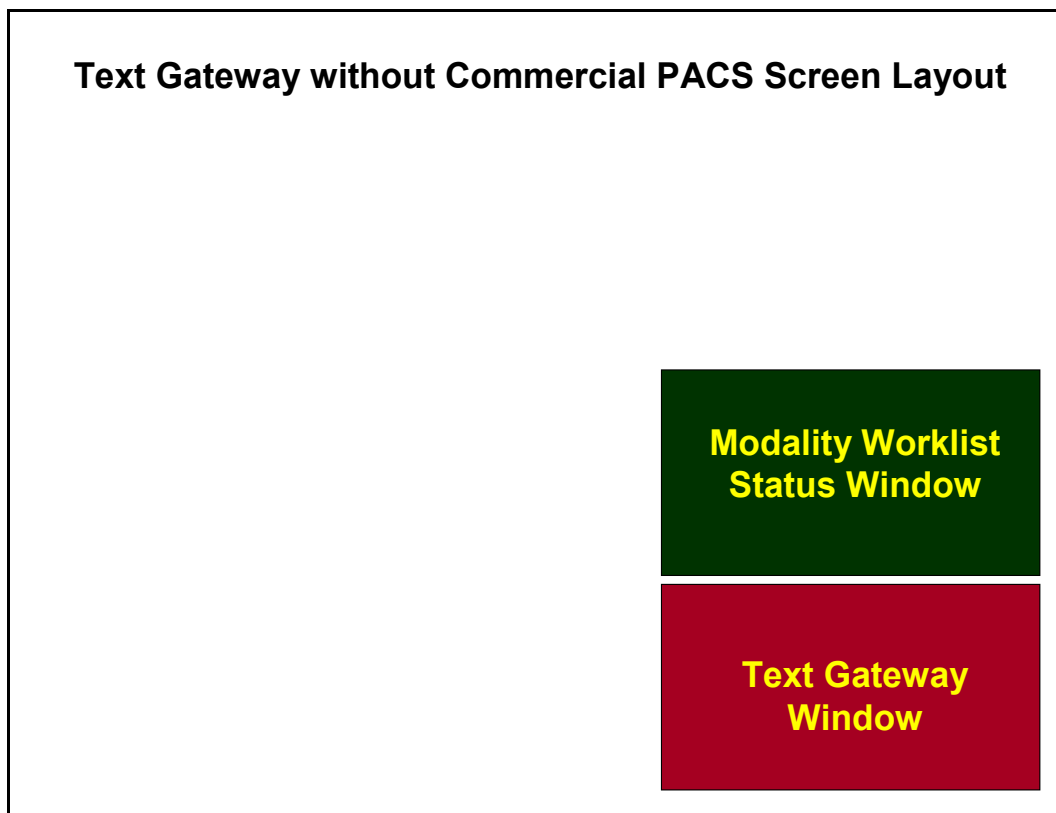 Text Gateway without Commercial PACS Screen Layout
Modality Worklist
Status Window
Text Gateway
Window